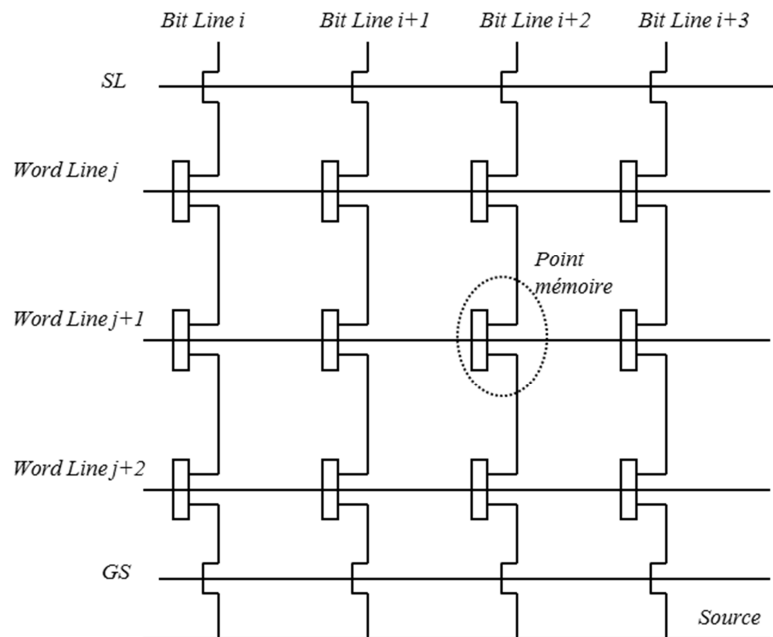 Bit Line i
Bit Line i+1
Bit Line i+2
Bit Line i+3
SL
Word Line j
Point
mémoire
Word Line j+1
Word Line j+2
GS
Source